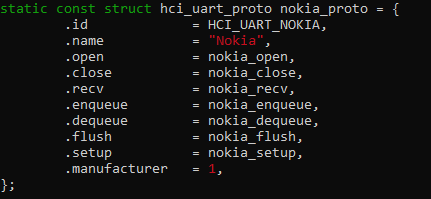 static const struct hci_uart_proto nokia_proto = {
        .id             = HCI_UART_NOKIA,
        .name           = "Nokia",
        .open           = nokia_open,
        .close          = nokia_close,
        .recv           = nokia_recv,
        .enqueue        = nokia_enqueue,
        .dequeue        = nokia_dequeue,
        .flush          = nokia_flush,
        .setup          = nokia_setup,
        .manufacturer   = 1,
};